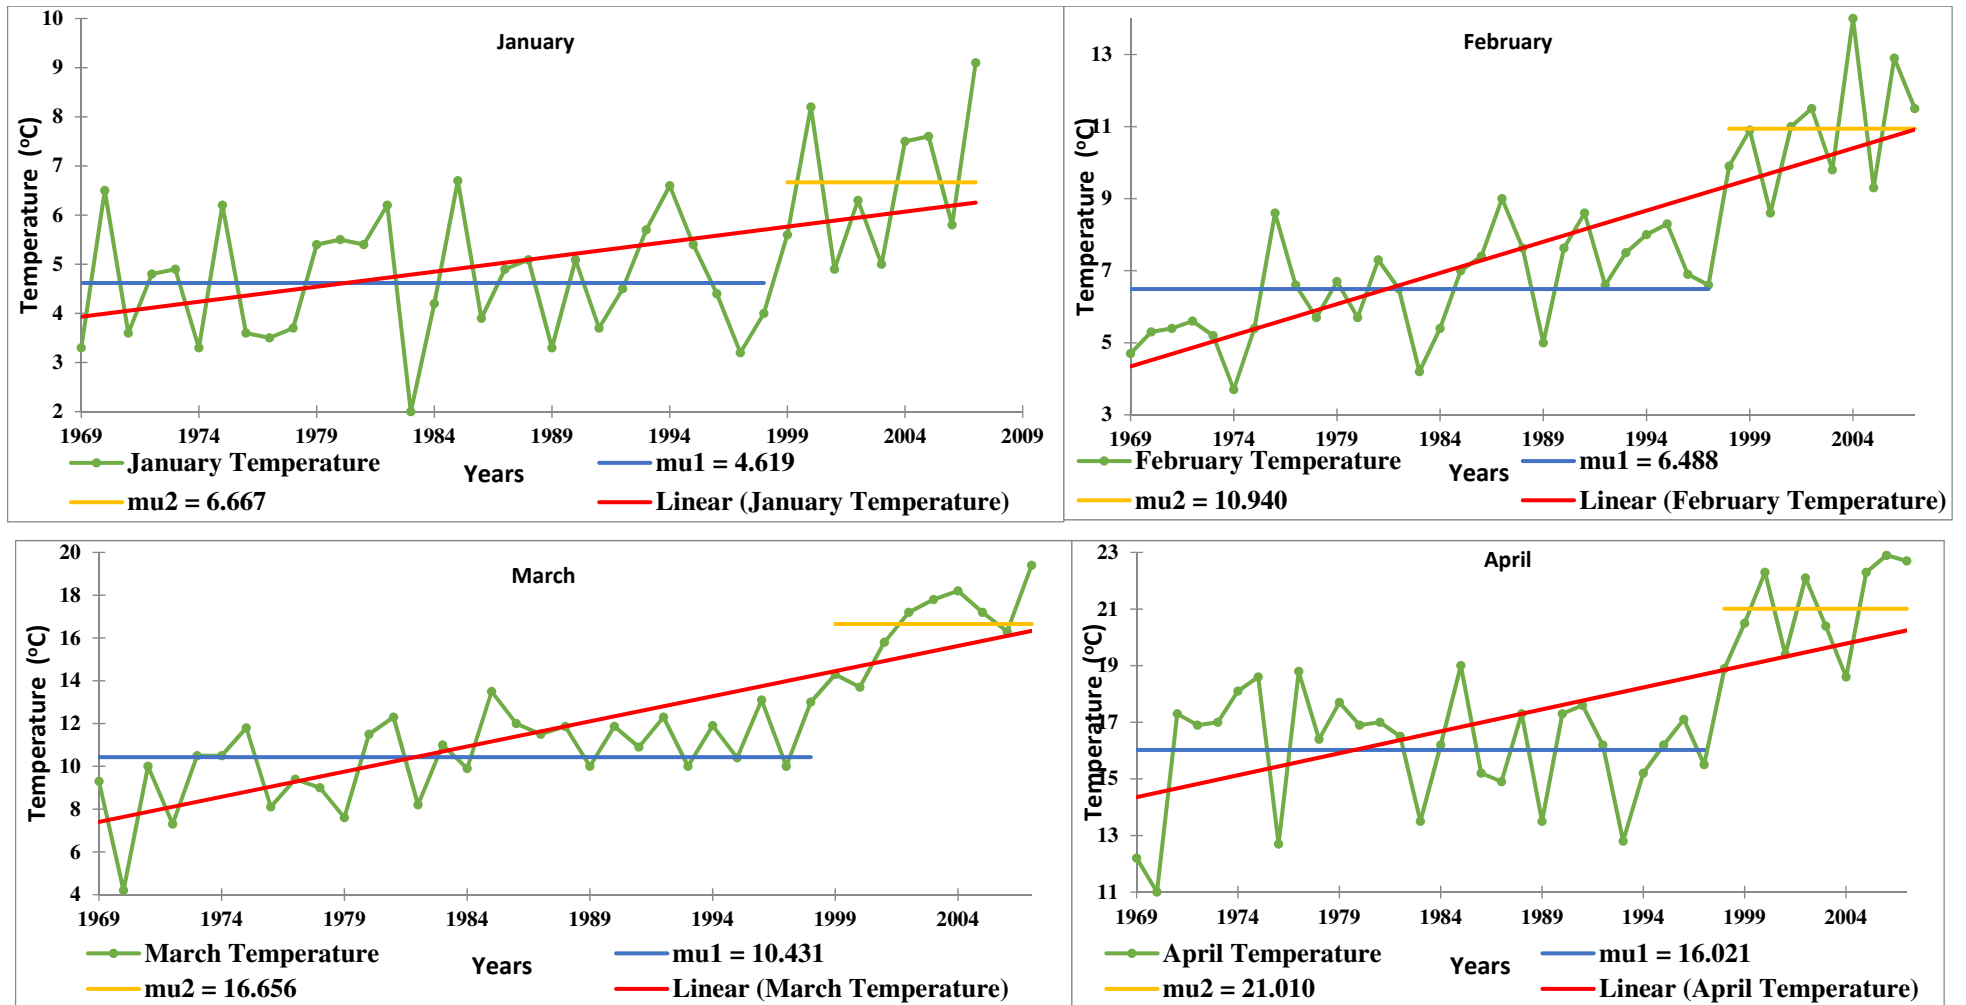 January
Temperature (°C)
10
9
8
7
6
5
4
3
2
1969 1974 1979 1984 1989 1994 1999 2004 2009
Years
January Temperature
mu1 = 4.619
mu2 = 6.667
Linear (January Temperature)
February
Temperature (°C)
13
11
9
7
5
3
1969 1974 1979 1984 1989 1994 1999 2004
Years
February Temperature
mu1 = 6.488
mu2 = 10.940
Linear (February Temperature)
March
Temperature (°C)
20
18
16
14
12
10
8
6
4
1969 1974 1979 1984 1989 1994 1999 2004
Years
March Temperature
mu1 = 10.431
mu2 = 16.656
Linear (March Temperature)
April
Temperature (°C)
23
21
19
17
15
13
11
1969 1974 1979 1984 1989 1994 1999 2004
Years
April Temperature
mu1 = 16.021
mu2 = 21.010
Linear (April Temperature)